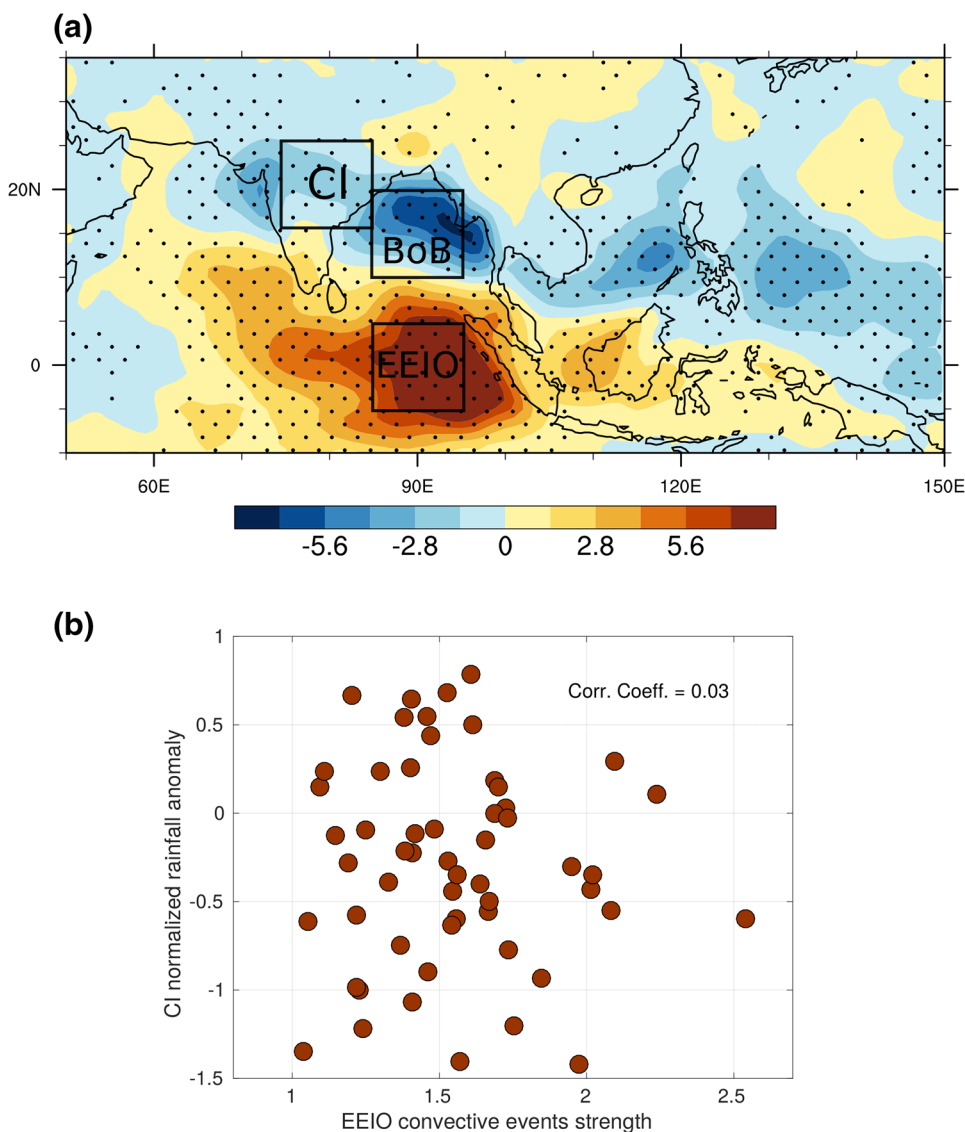 (a)
CI
20N
BoB
EEIO
0
60E 90E 120E 150E
-5.6 -2.8 0 2.8 5.6
(b)
1
Corr. Coeff. = 0.03
0.5
CI normalized rainfall anomaly
0
-0.5
-1
-1.5
1 1.5 2 2.5
EEIO convective events strength